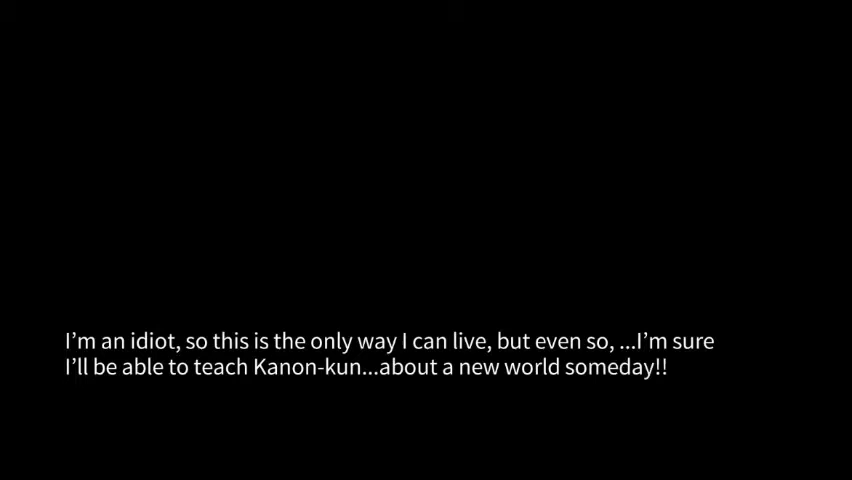 I’m an idiot, so this is the only way I can live, but even so, ...I’m sure
I’ll be able to teach Kanon-kun...about a new world someday!!